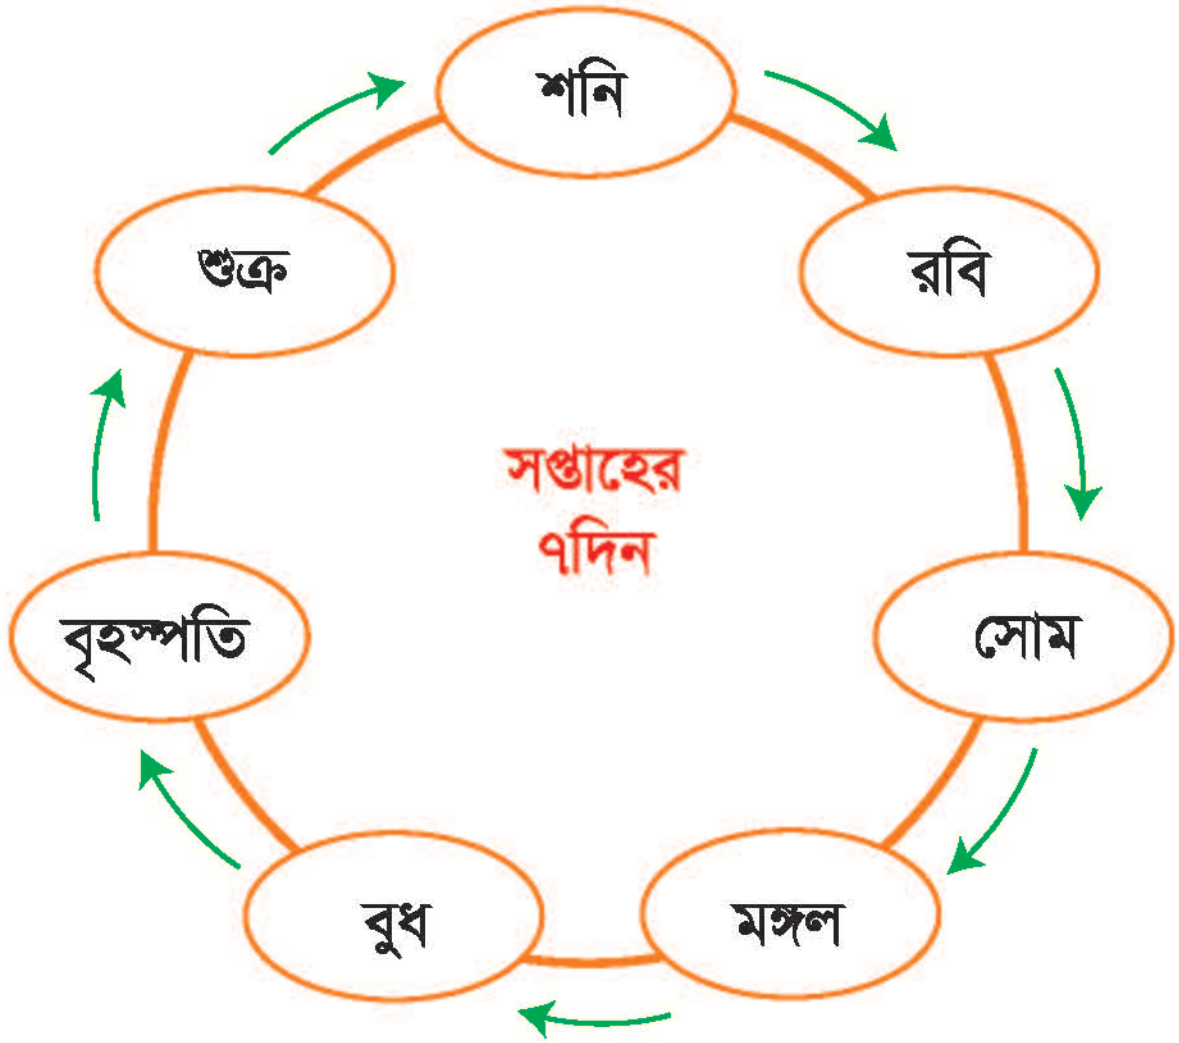 শনি
রবি
সোম
মঙ্গল
বুধ
বৃহস্পতি
শুক্র
সপ্তাহের
৭দিন